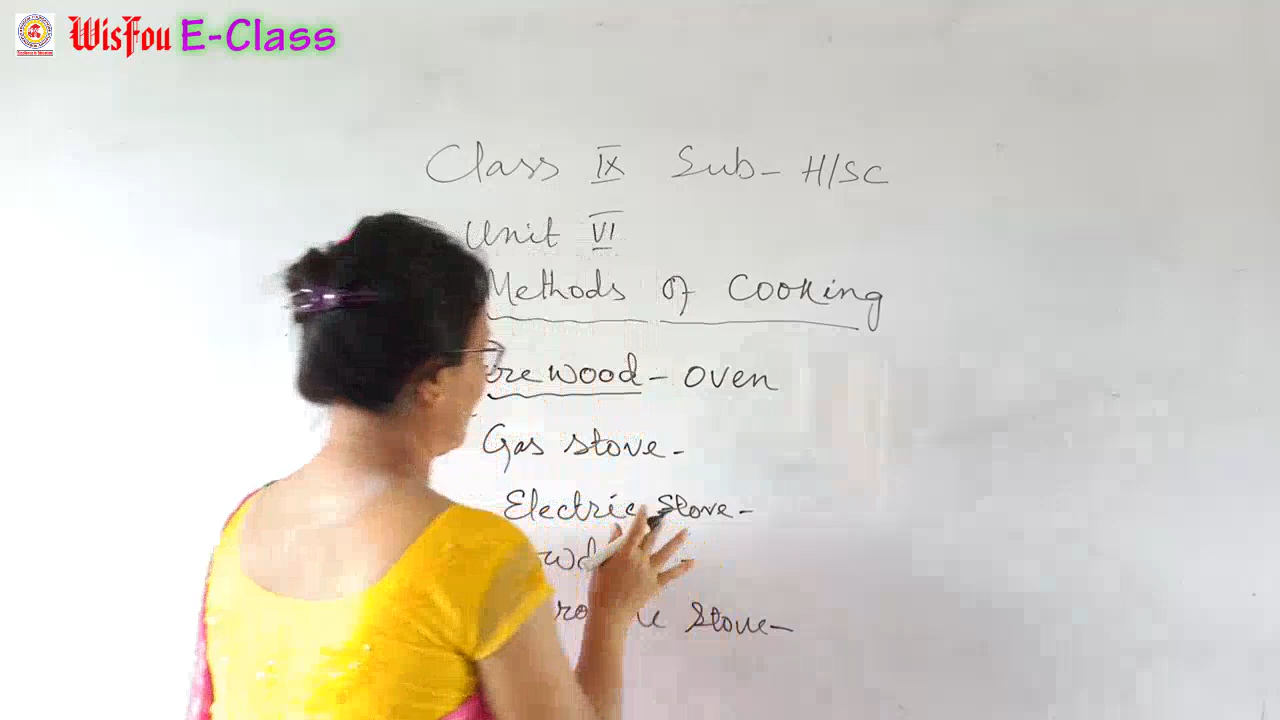 WisFou E-Class
Class IX Sub- H/SC
Unit VI
Methods of Cooking
wood - oven
Gas stove -
Electric Stove -
Stove -